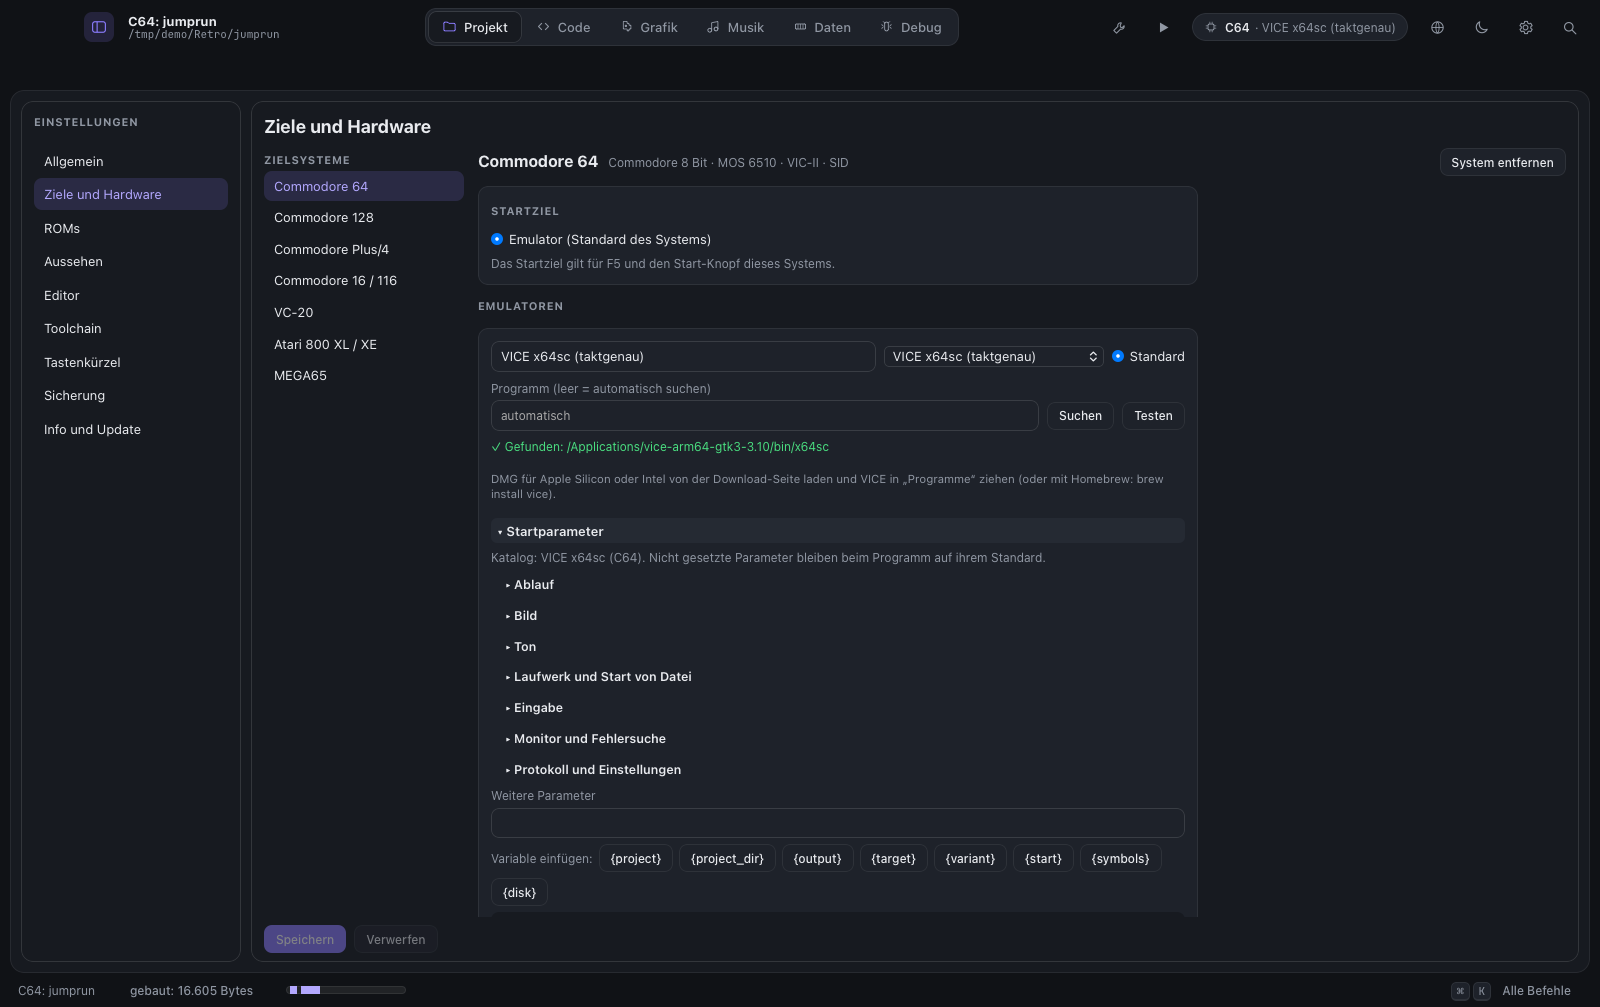 C64: jumprun
/tmp/demo/Retro/jumprun
Projekt
Code
Grafik
Musik
Daten
Debug
C64 · VICE x64sc (taktgenau)
EINSTELLUNGEN
Allgemein
Ziele und Hardware
ROMs
Aussehen
Editor
Toolchain
Tastenkürzel
Sicherung
Info und Update
Ziele und Hardware
ZIELSYSTEME
Commodore 64
Commodore 128
Commodore Plus/4
Commodore 16 / 116
VC-20
Atari 800 XL / XE
MEGA65
Commodore 64 Commodore 8 Bit · MOS 6510 · VIC-II · SID
System entfernen
STARTZIEL
Emulator (Standard des Systems)
Das Startziel gilt für F5 und den Start-Knopf dieses Systems.
EMULATOREN
VICE x64sc (taktgenau)
VICE x64sc (taktgenau)
Standard
Programm (leer = automatisch suchen)
automatisch
Suchen
Testen
✓ Gefunden: /Applications/vice-arm64-gtk3-3.10/bin/x64sc
DMG für Apple Silicon oder Intel von der Download-Seite laden und VICE in „Programme“ ziehen (oder mit Homebrew: brew
install vice).
▾ Startparameter
Katalog: VICE x64sc (C64). Nicht gesetzte Parameter bleiben beim Programm auf ihrem Standard.
▸ Ablauf
▸ Bild
▸ Ton
▸ Laufwerk und Start von Datei
▸ Eingabe
▸ Monitor und Fehlersuche
▸ Protokoll und Einstellungen
Weitere Parameter
Variable einfügen: {project} {project_dir} {output} {target} {variant} {start} {symbols}
{disk}
Speichern
Verwerfen
C64: jumprun
gebaut: 16.605 Bytes
⌘ K Alle Befehle